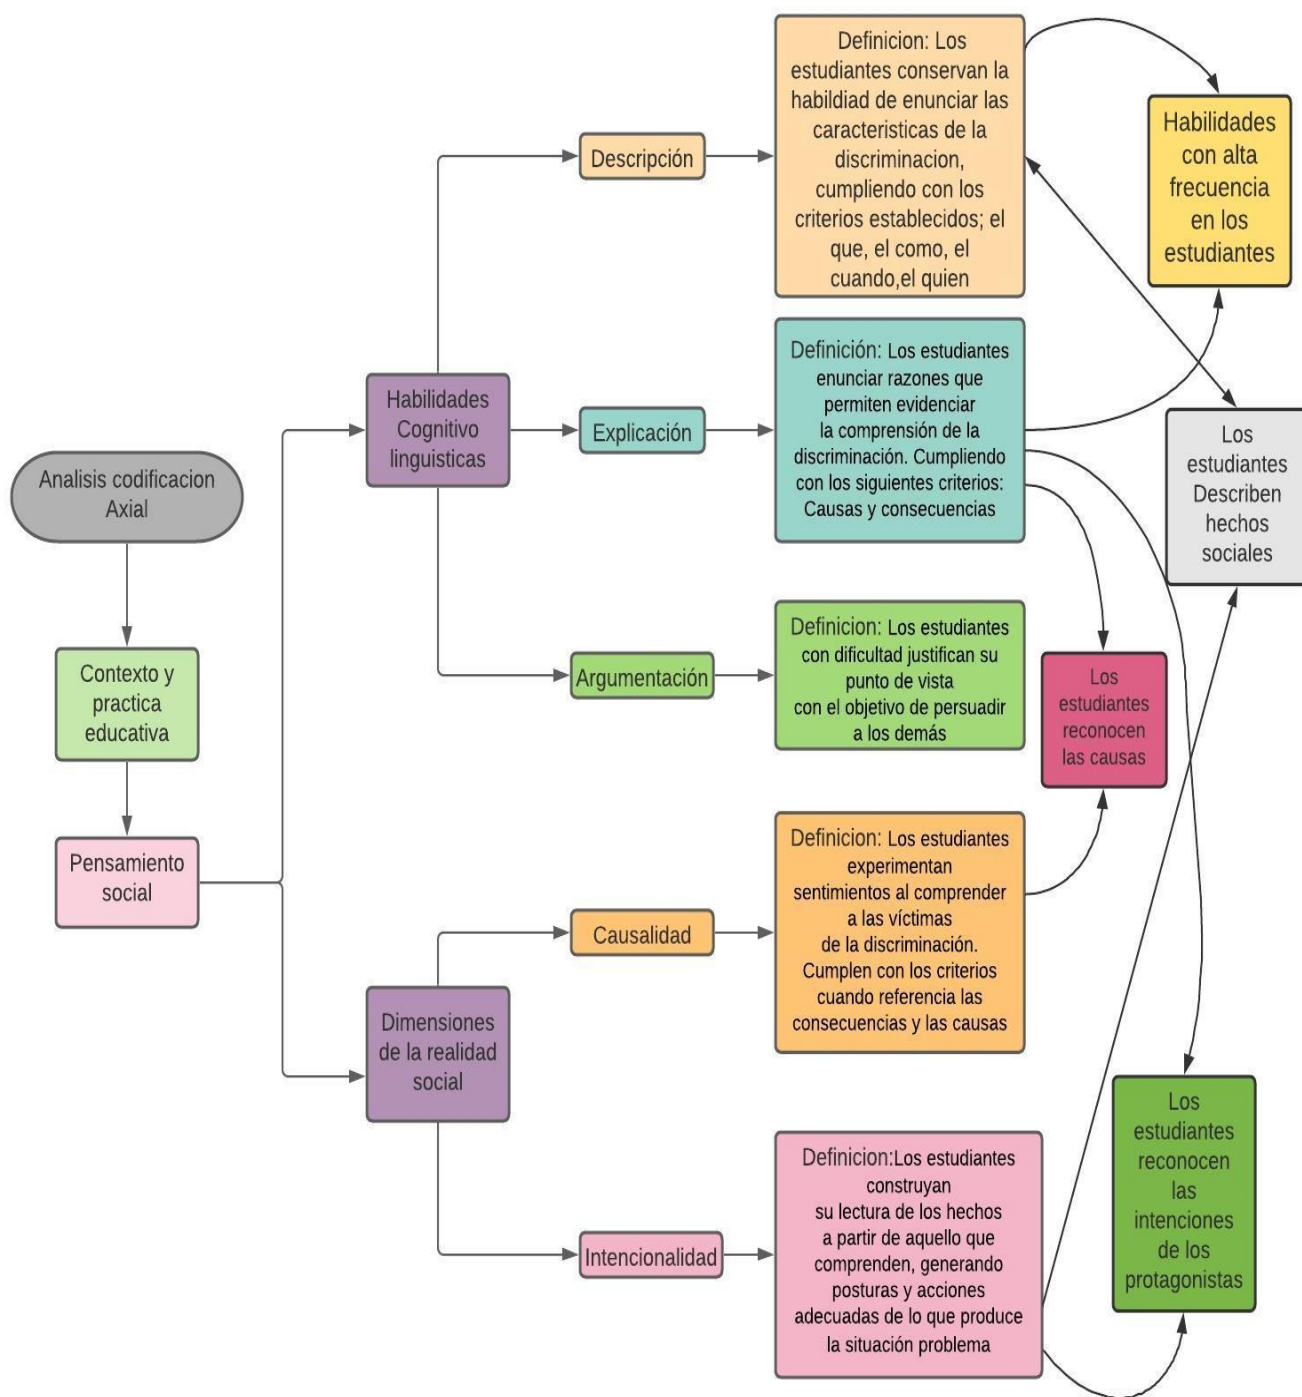 Analisis codificacion
Axial
Contexto y
practica
educativa
Pensamiento
social
Habilidades
Cognitivo
linguisticas
Dimensiones
de la realidad
social
Descripción
Explicación
Argumentación
Causalidad
Intencionalidad
Definicion: Los
estudiantes conservan la
habildiad de enunciar las
caracteristicas de la
discriminacion,
cumpliendo con los
criterios establecidos; el
que, el como, el
cuando,el quien
Definición: Los estudiantes
enunciar razones que
permiten evidenciar
la comprensión de la
discriminación. Cumpliendo
con los siguientes criterios:
Causas y consecuencias
Definicion: Los estudiantes
con dificultad justifican su
punto de vista
con el objetivo de persuadir
a los demás
Definicion: Los estudiantes
experimentan
sentimientos al comprender
a las víctimas
de la discriminación.
Cumplen con los criterios
cuando referencia las
consecuencias y las causas
Definicion:Los estudiantes
construyan
su lectura de los hechos
a partir de aquello que
comprenden, generando
posturas y acciones
adecuadas de lo que produce
la situación problema
Habilidades
con alta
frecuencia
en los
estudiantes
Los
estudiantes
Describen
hechos
sociales
Los
estudiantes
reconocen
las causas
Los
estudiantes
reconocen
las
intenciones
de los
protagonistas